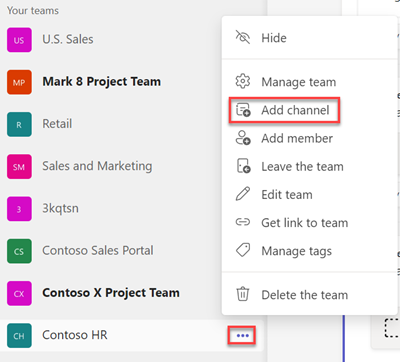 Your teams
US U.S. Sales
MP Mark 8 Project Team
R Retail
SM Sales and Marketing
3 3kqtsn
CS Contoso Sales Portal
CX Contoso X Project Team
CH Contoso HR
Hide
Manage team
Add channel
Add member
Leave the team
Edit team
Get link to team
Manage tags
Delete the team